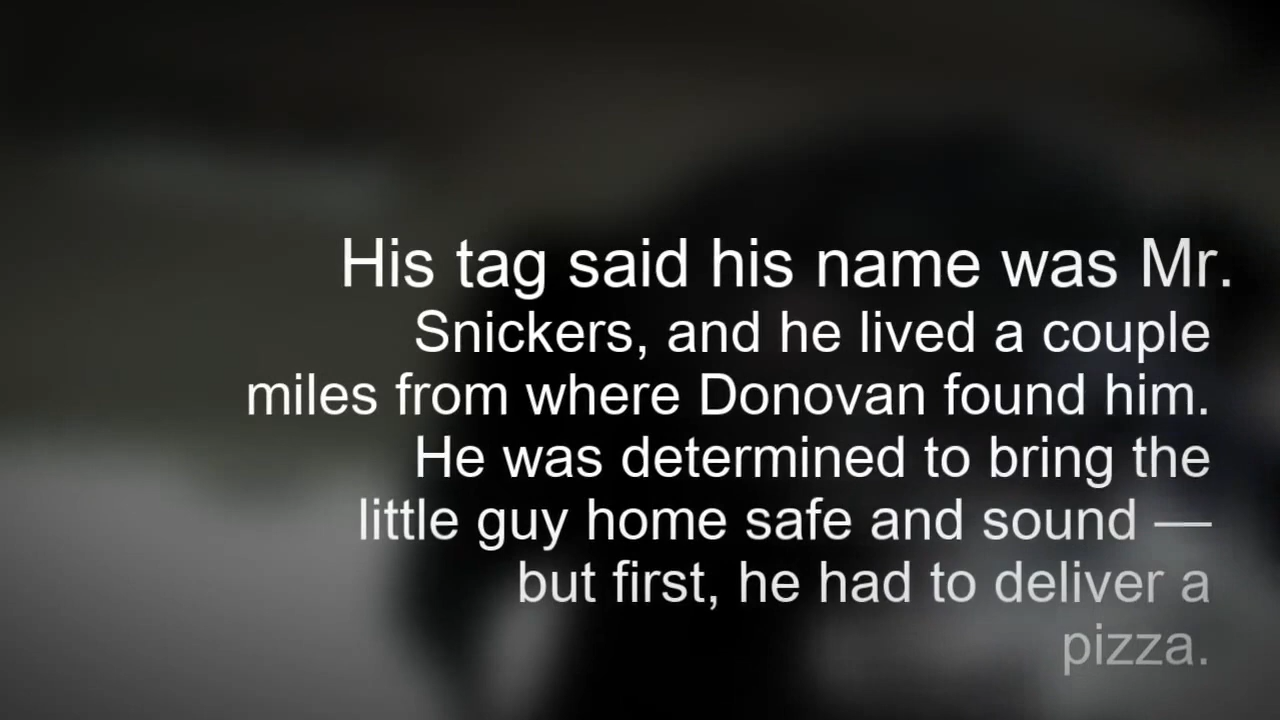 His tag said his name was Mr.
Snickers, and he lived a couple
miles from where Donovan found him.
He was determined to bring the
little guy home safe and sound —
but first, he had to deliver a
pizza.